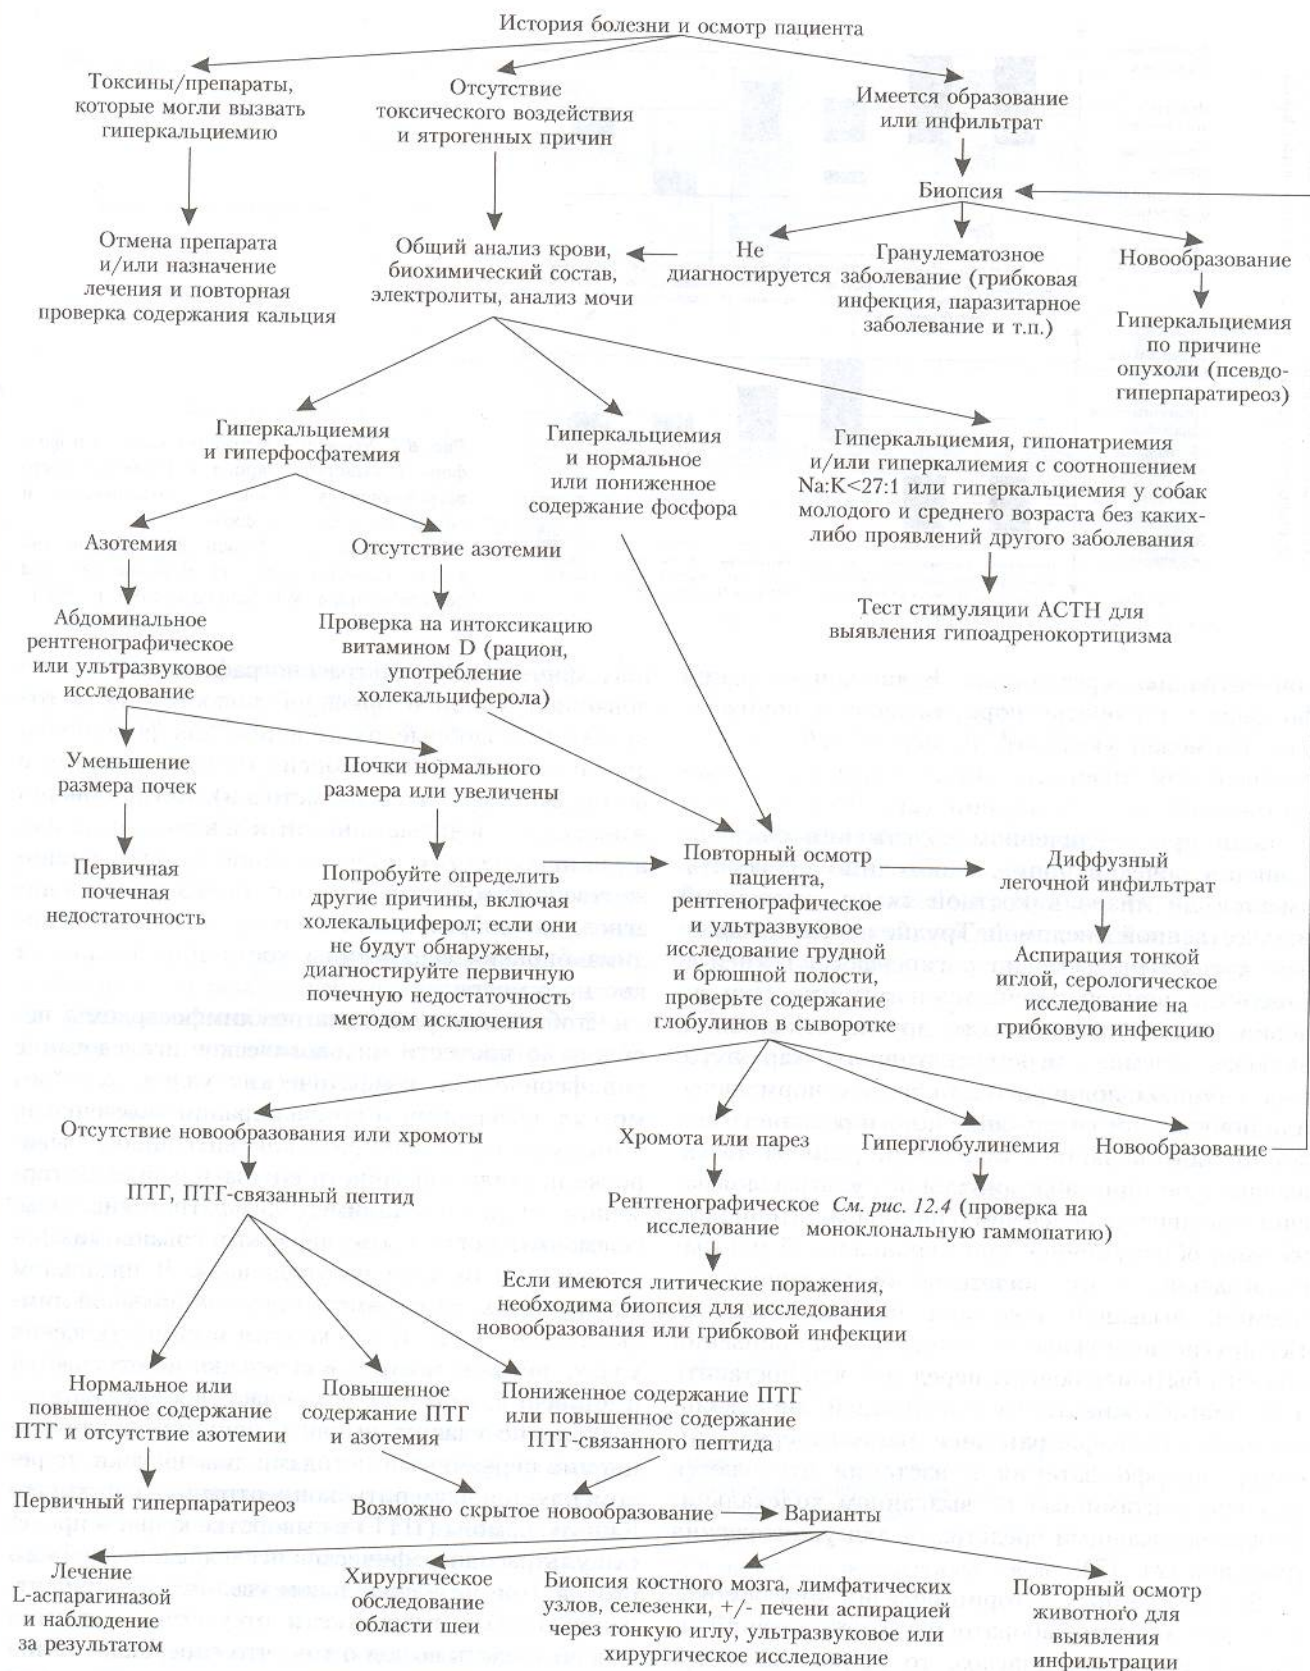 История болезни и осмотр пациента
Токсины/препараты,
которые могли вызвать
гиперкальциемию
Отсутствие
токсического воздействия
и ятрогенных причин
Имеется образование
или инфильтрат
Биопсия
Отмена препарата
и/или назначение
лечения и повторная
проверка содержания кальция
Общий анализ крови,
биохимический состав,
электролиты, анализ мочи
Не
диагностируется
Гранулематозное
заболевание (грибковая
инфекция, паразитарное
заболевание и т.п.)
Новообразование
Гиперкальциемия
по причине
опухоли (псевдо-
гиперпаратиреоз)
Гиперкальциемия
и гиперфосфатемия
Гиперкальциемия
и нормальное
или пониженное
содержание фосфора
Гиперкальциемия, гипонатриемия
и/или гиперкалиемия с соотношением
Na:K<27:1 или гиперкальциемия у собак
молодого и среднего возраста без каких-
либо проявлений другого заболевания
Азотемия
Отсутствие азотемии
Тест стимуляции АСТН для
выявления гипоадренокортицизма
Абдоминальное
рентгенографическое
или ультразвуковое
исследование
Проверка на интоксикацию
витамином D (рацион,
употребление
холекальциферола)
Уменьшение
размера почек
Почки нормального
размера или увеличены
Первичная
почечная
недостаточность
Попробуйте определить
другие причины, включая
холекальциферол; если они
не будут обнаружены,
диагностируйте первичную
почечную недостаточность
методом исключения
Повторный осмотр
пациента,
рентгенографическое
и ультразвуковое
исследование грудной
и брюшной полости,
проверьте содержание
глобулинов в сыворотке
Диффузный
легочной инфильтрат
Аспирация тонкой
иглой, серологическое
исследование на
грибковую инфекцию
Отсутствие новообразования или хромоты
Хромота или парез
Гиперглобулинемия
Новообразование
ПТГ, ПТГ-связанный пептид
Рентгенографическое
исследование
См. рис. 12.4 (проверка на
моноклональную гаммопатию)
Если имеются литические поражения,
необходима биопсия для исследования
новообразования или грибковой инфекции
Нормальное или
повышенное содержание
ПТГ и отсутствие азотемии
Повышенное
содержание ПТГ
и азотемия
Пониженное содержание ПТГ
или повышенное содержание
ПТГ-связанного пептида
Первичный гиперпаратиреоз
Возможно скрытое новообразование
Варианты
Лечение
L-аспарагиназой
и наблюдение
за результатом
Хирургическое
обследование
области шеи
Биопсия костного мозга, лимфатических
узлов, селезенки, +/- печени аспирацией
через тонкую иглу, ультразвуковое или
хирургическое исследование
Повторный осмотр
животного для
выявления
инфильтрации